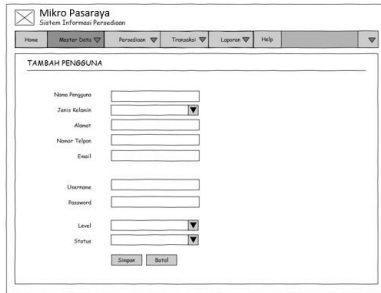 Mikro Pasaraya
Sistem Informasi Persediaan
Home Master Data Persediaan Transaksi Laporan Help
TAMBAH PENGGUNA
Nama Pengguna
Jenis Kelamin
Alamat
Nomor Telpon
Email
Username
Password
Level
Status
Simpan Batal